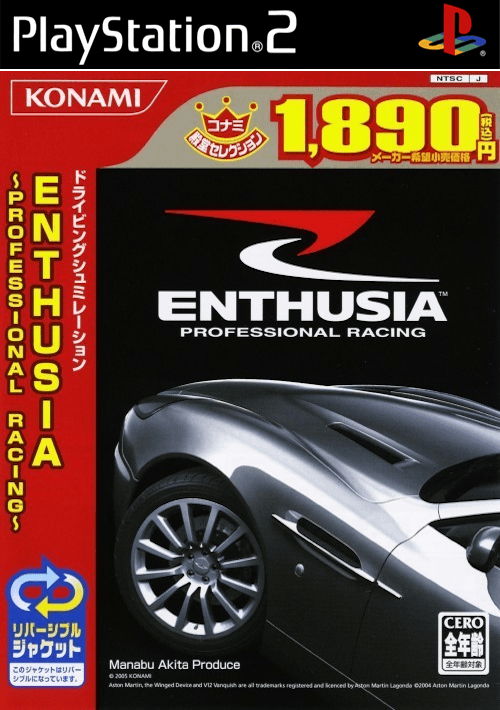 PlayStation®2
NTSC J
KONAMI
コナミ
殿堂セレクション
1,890円
税込
メーカー希望小売価格
ドライビングシュミレーション
ENTHUSIA
～PROFESSIONAL RACING～
ENTHUSIA™
PROFESSIONAL RACING
リバーシブル
ジャケット
このジャケットはリバー
シブルになっています。
Manabu Akita Produce
© 2005 KONAMI
Aston Martin, the Winged Device and V12 Vanquish are all trademarks registered and licenced by Aston Martin Lagonda ©2004 Aston Martin Lagonda
CERO
全年齢
全年齢対象